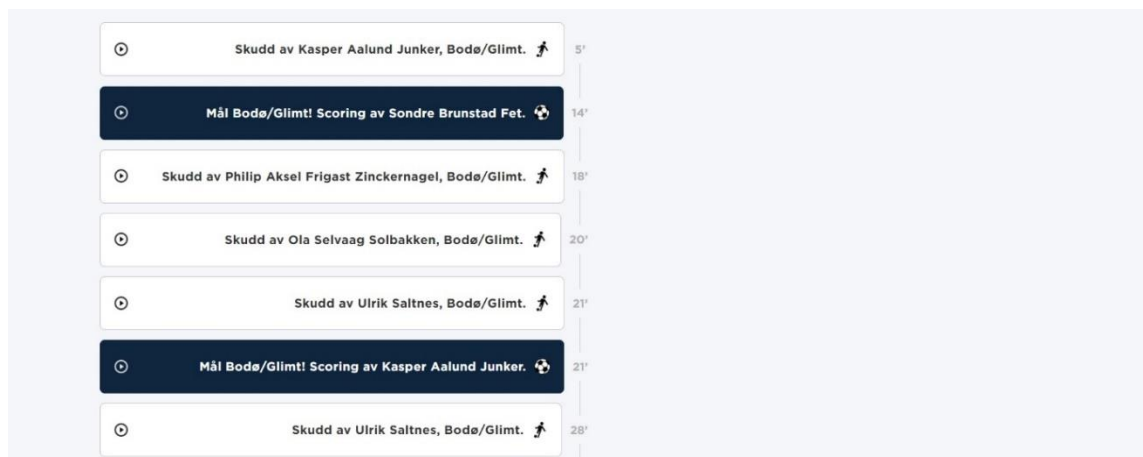 Skudd av Kasper Aalund Junker, Bodø/Glimt. 5'
Mål Bodø/Glimt! Scoring av Sondre Brunstad Fet. 14'
Skudd av Philip Aksel Frigast Zinckernagel, Bodø/Glimt. 18'
Skudd av Ola Selvaag Solbakken, Bodø/Glimt. 20'
Skudd av Ulrik Saltnes, Bodø/Glimt. 21'
Mål Bodø/Glimt! Scoring av Kasper Aalund Junker. 21'
Skudd av Ulrik Saltnes, Bodø/Glimt. 28'